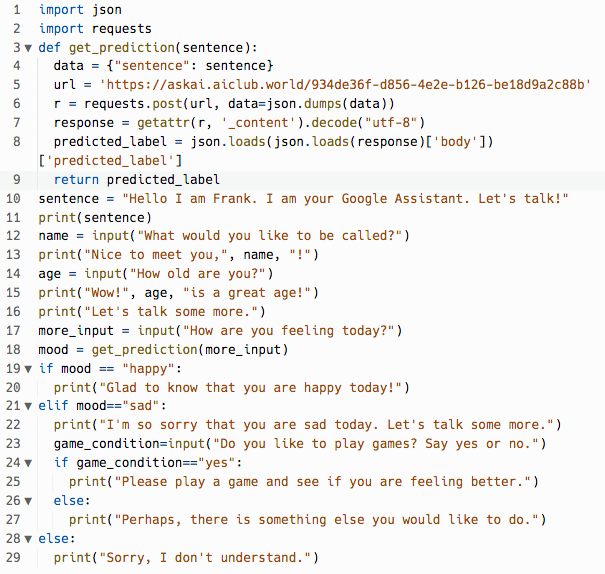 1 import json
2 import requests
3 ▼ def get_prediction(sentence):
4   data = {"sentence": sentence}
5   url = 'https://askai.aiclub.world/934de36f-d856-4e2e-b126-be18d9a2c88b'
6   r = requests.post(url, data=json.dumps(data))
7   response = getattr(r, '_content').decode("utf-8")
8   predicted_label = json.loads(json.loads(response)['body'])
['predicted_label']
9   return predicted_label
10 sentence = "Hello I am Frank. I am your Google Assistant. Let's talk!"
11 print(sentence)
12 name = input("What would you like to be called?")
13 print("Nice to meet you,", name, "!")
14 age = input("How old are you?")
15 print("Wow!", age, "is a great age!")
16 print("Let's talk some more.")
17 more_input = input("How are you feeling today?")
18 mood = get_prediction(more_input)
19 ▼ if mood == "happy":
20   print("Glad to know that you are happy today!")
21 ▼ elif mood=="sad":
22   print("I'm so sorry that you are sad today. Let's talk some more.")
23   game_condition=input("Do you like to play games? Say yes or no.")
24 ▼   if game_condition=="yes":
25     print("Please play a game and see if you are feeling better.")
26 ▼   else:
27     print("Perhaps, there is something else you would like to do.")
28 ▼ else:
29   print("Sorry, I don't understand.")